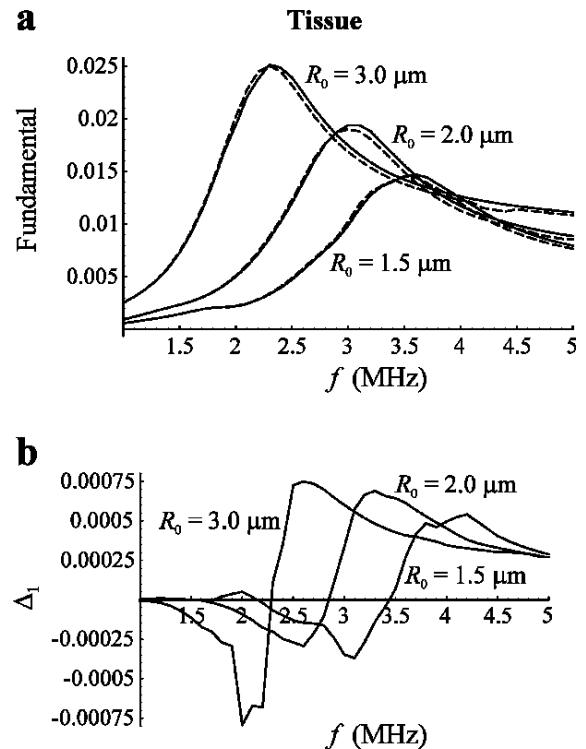 a
Tissue
0.025
0.02
0.015
0.01
0.005
Fundamental
R0 = 3.0 μm
R0 = 2.0 μm
R0 = 1.5 μm
1.5 2 2.5 3 3.5 4 4.5 5
f (MHz)
b
0.00075
0.0005
0.00025
-0.00025
-0.0005
-0.00075
Δ1
R0 = 3.0 μm
R0 = 2.0 μm
R0 = 1.5 μm
1.5 2 2.5 3 3.5 4 4.5 5
f (MHz)